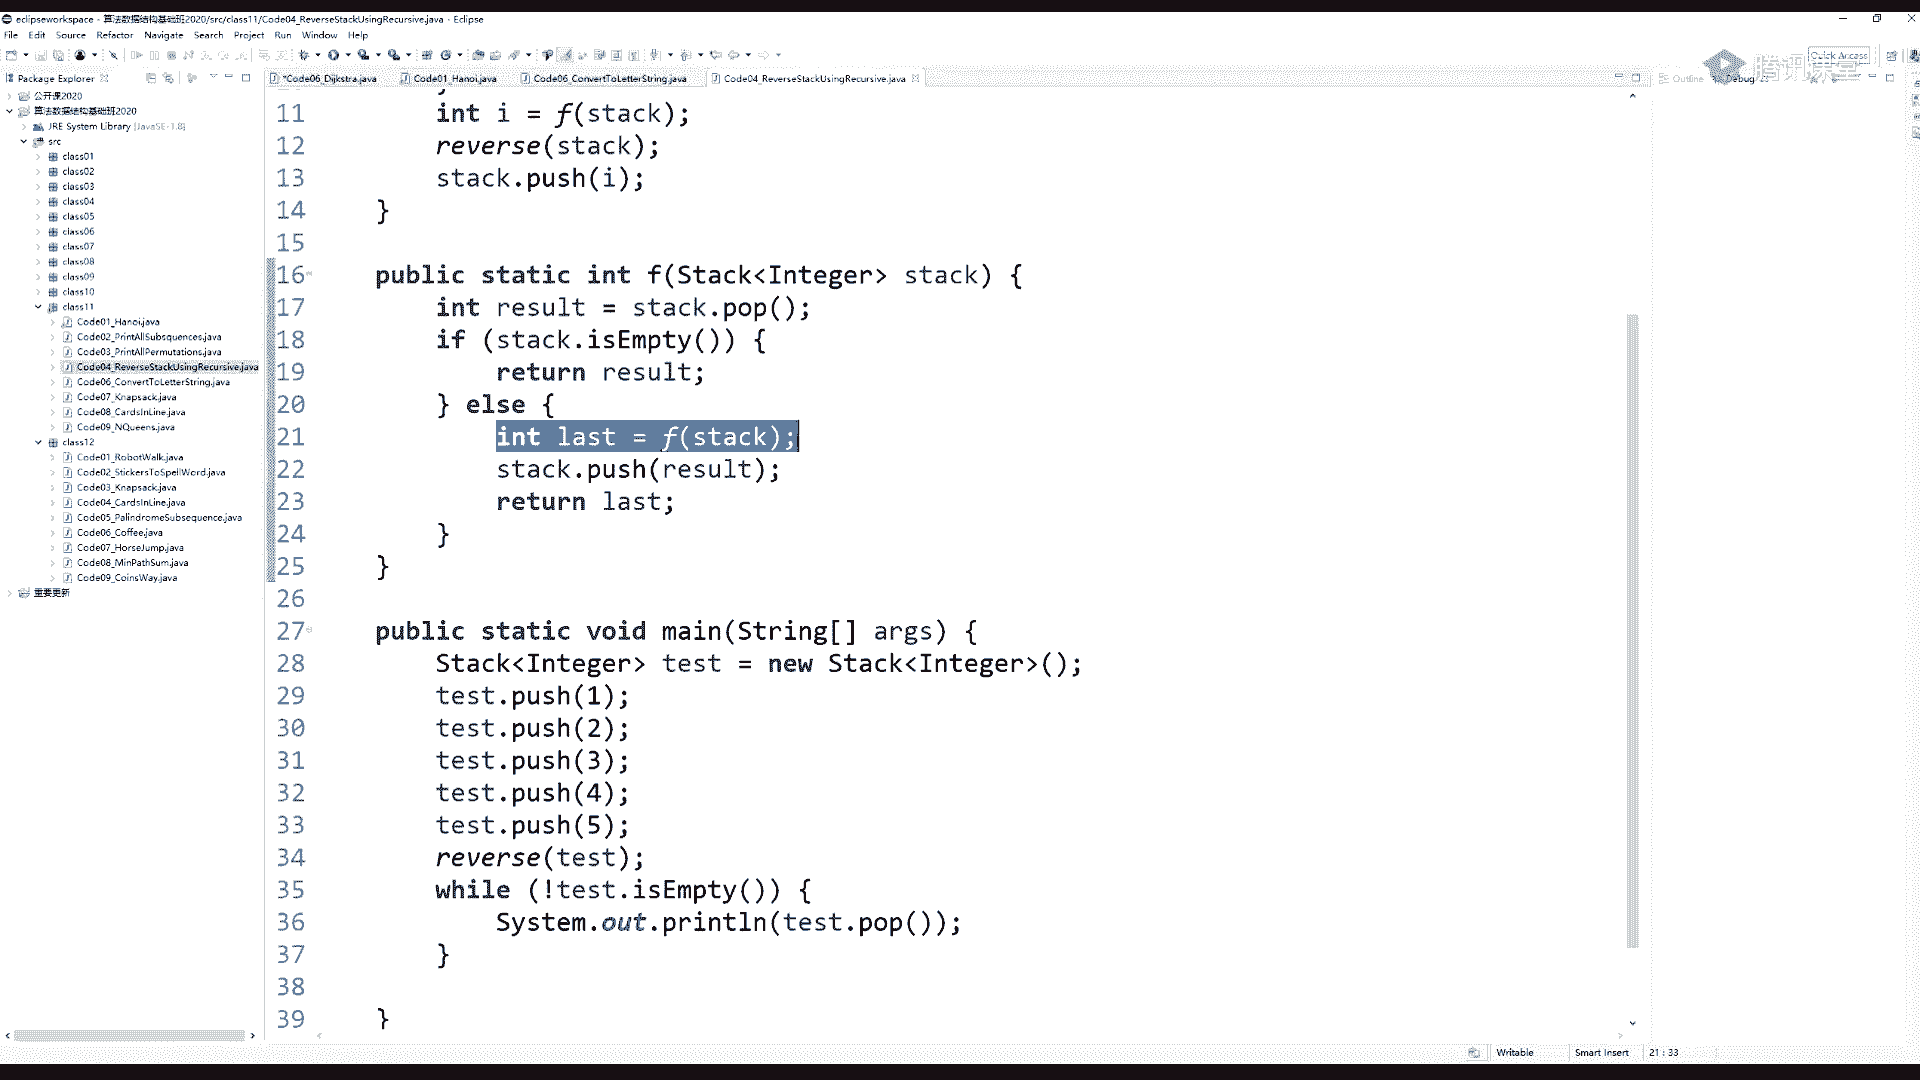 eclipseworkspace - 算法数据结构基础班2020/src/class11/Code04_ReverseStackUsingRecursive.java - Eclipse
File Edit Source Refactor Navigate Search Project Run Window Help
Quick Access
腾讯课堂
Package Explorer
*Code06_Dijkstra.java Code01_Hanoi.java Code06_ConvertToLetterString.java Code04_ReverseStackUsingRecursive.java
Outline Debug
公开课2020
算法数据结构基础班2020
JRE System Library [JavaSE-1.8]
src
class01
class02
class03
class04
class05
class06
class07
class08
class09
class10
class11
Code01_Hanoi.java
Code02_PrintAllSubsquences.java
Code03_PrintAllPermutations.java
Code04_ReverseStackUsingRecursive.java
Code06_ConvertToLetterString.java
Code07_Knapsack.java
Code08_CardsInLine.java
Code09_NQueens.java
class12
Code01_RobotWalk.java
Code02_StickersToSpellWord.java
Code03_Knapsack.java
Code04_CardsInLine.java
Code05_PalindromeSubsequence.java
Code06_Coffee.java
Code07_HorseJump.java
Code08_MinPathSum.java
Code09_CoinsWay.java
重要更新
11 int i = f(stack);
12 reverse(stack);
13 stack.push(i);
14 }
15
16 public static int f(Stack<Integer> stack) {
17 int result = stack.pop();
18 if (stack.isEmpty()) {
19 return result;
20 } else {
21 int last = f(stack);
22 stack.push(result);
23 return last;
24 }
25 }
26
27 public static void main(String[] args) {
28 Stack<Integer> test = new Stack<Integer>();
29 test.push(1);
30 test.push(2);
31 test.push(3);
32 test.push(4);
33 test.push(5);
34 reverse(test);
35 while (!test.isEmpty()) {
36 System.out.println(test.pop());
37 }
38
39 }
Writable Smart Insert 21 : 33